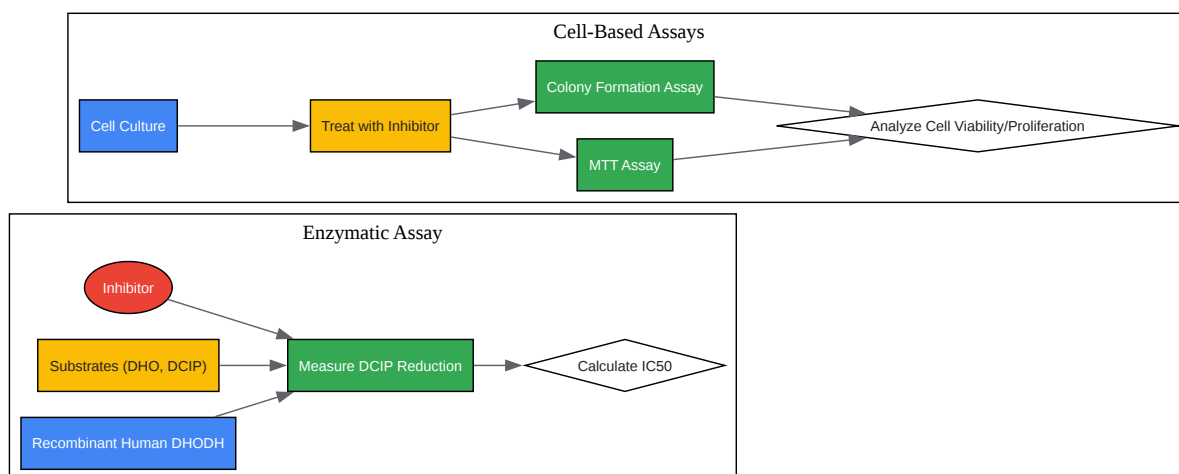 Cell-Based Assays
Cell Culture
Treat with Inhibitor
Colony Formation Assay
MTT Assay
Analyze Cell Viability/Proliferation
Enzymatic Assay
Inhibitor
Substrates (DHO, DCIP)
Recombinant Human DHODH
Measure DCIP Reduction
Calculate IC50